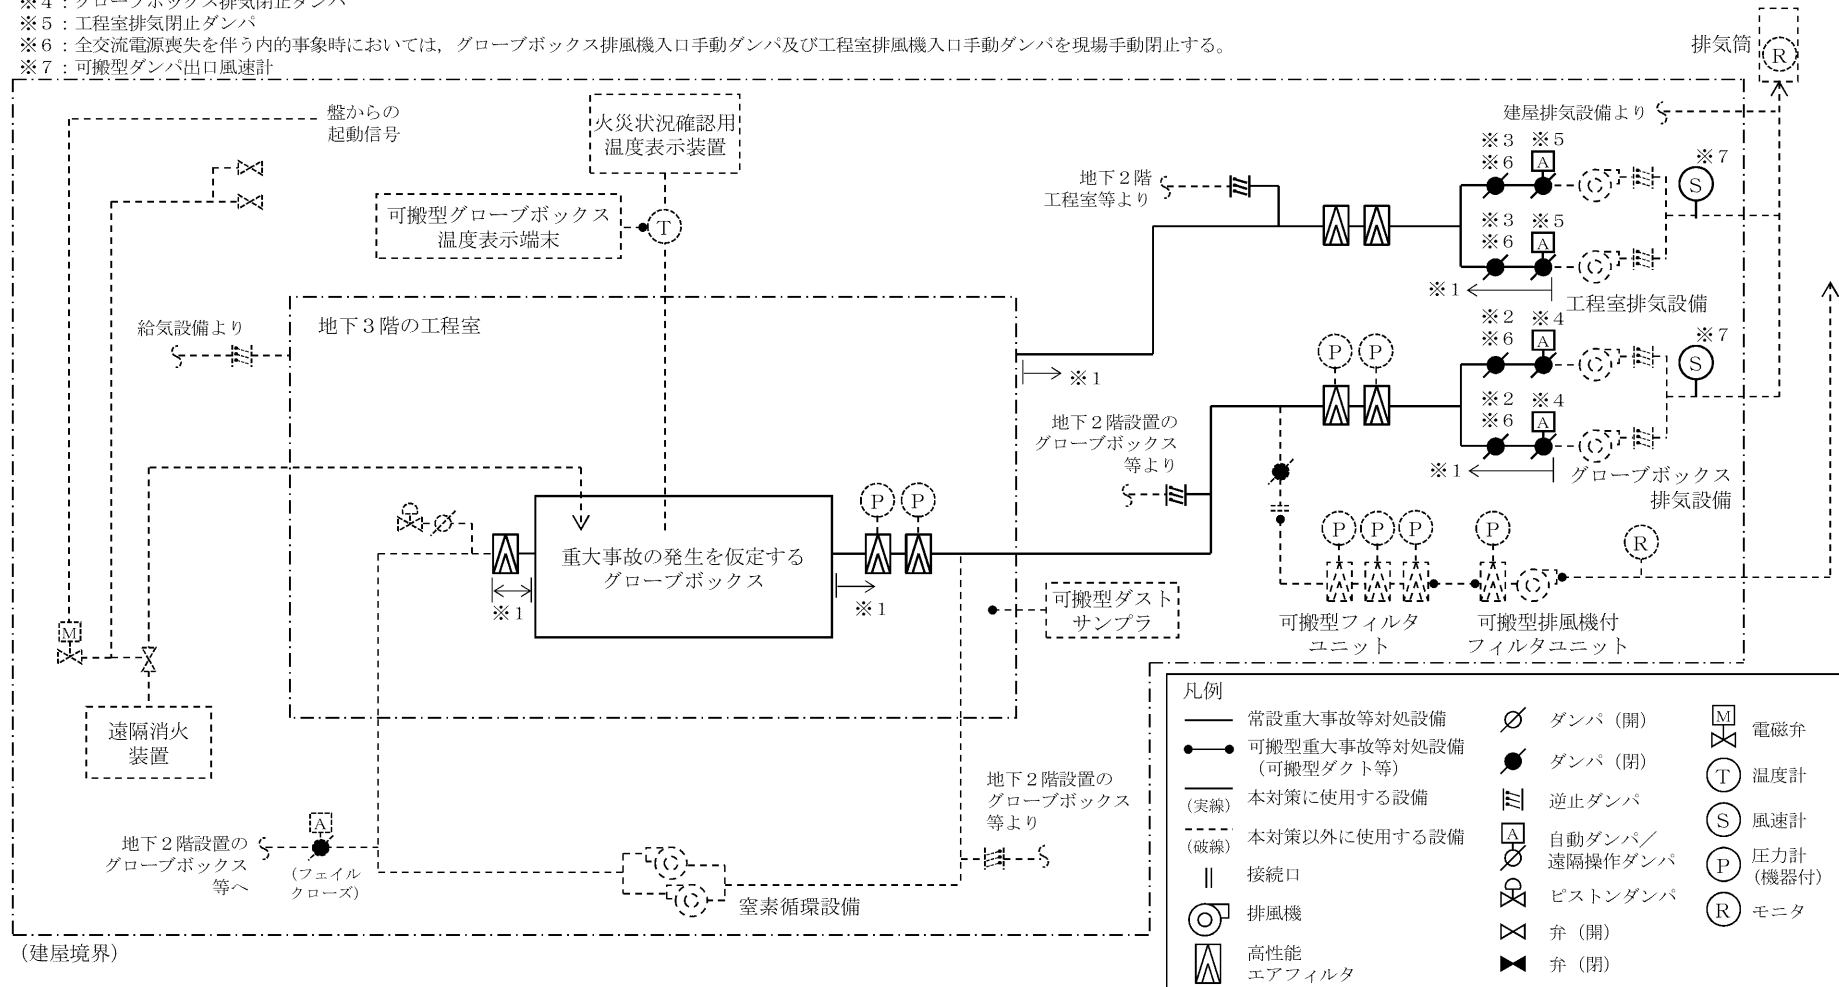 ※４：グローブボックス排気閉止ダンパ
※５：工程室排気閉止ダンパ
※６：全交流電源喪失を伴う内的事象時においては，グローブボックス排風機入口手動ダンパ及び工程室排風機入口手動ダンパを現場手動閉止する。
※７：可搬型ダンパ出口風速計
排気筒
R
盤からの
起動信号
火災状況確認用
温度表示装置
可搬型グローブボックス
温度表示端末
T
建屋排気設備より
※３ ※５
※６ A
※７
S
地下２階
工程室等より
※３ ※５
※６ A
※１
工程室排気設備
給気設備より
地下３階の工程室
※１
P P
※２ ※４
※６ A
※７
S
※２ ※４
※６ A
※１
グローブボックス
排気設備
地下２階設置の
グローブボックス
等より
重大事故の発生を仮定する
グローブボックス
※１
P P
※１
P P P P
R
可搬型フィルタ
ユニット
可搬型排風機付
フィルタユニット
可搬型ダスト
サンプラ
M
遠隔消火
装置
地下２階設置の
グローブボックス
等へ
A
（フェイル
クローズ）
窒素循環設備
地下２階設置の
グローブボックス
等より
（建屋境界）
凡例
常設重大事故等対処設備
可搬型重大事故等対処設備
（可搬型ダクト等）
（実線） 本対策に使用する設備
（破線） 本対策以外に使用する設備
接続口
排風機
高性能
エアフィルタ
ダンパ（開）
ダンパ（閉）
逆止ダンパ
A 自動ダンパ／
遠隔操作ダンパ
ピストンダンパ
弁（開）
弁（閉）
M 電磁弁
T 温度計
S 風速計
P 圧力計
（機器付）
R モニタ